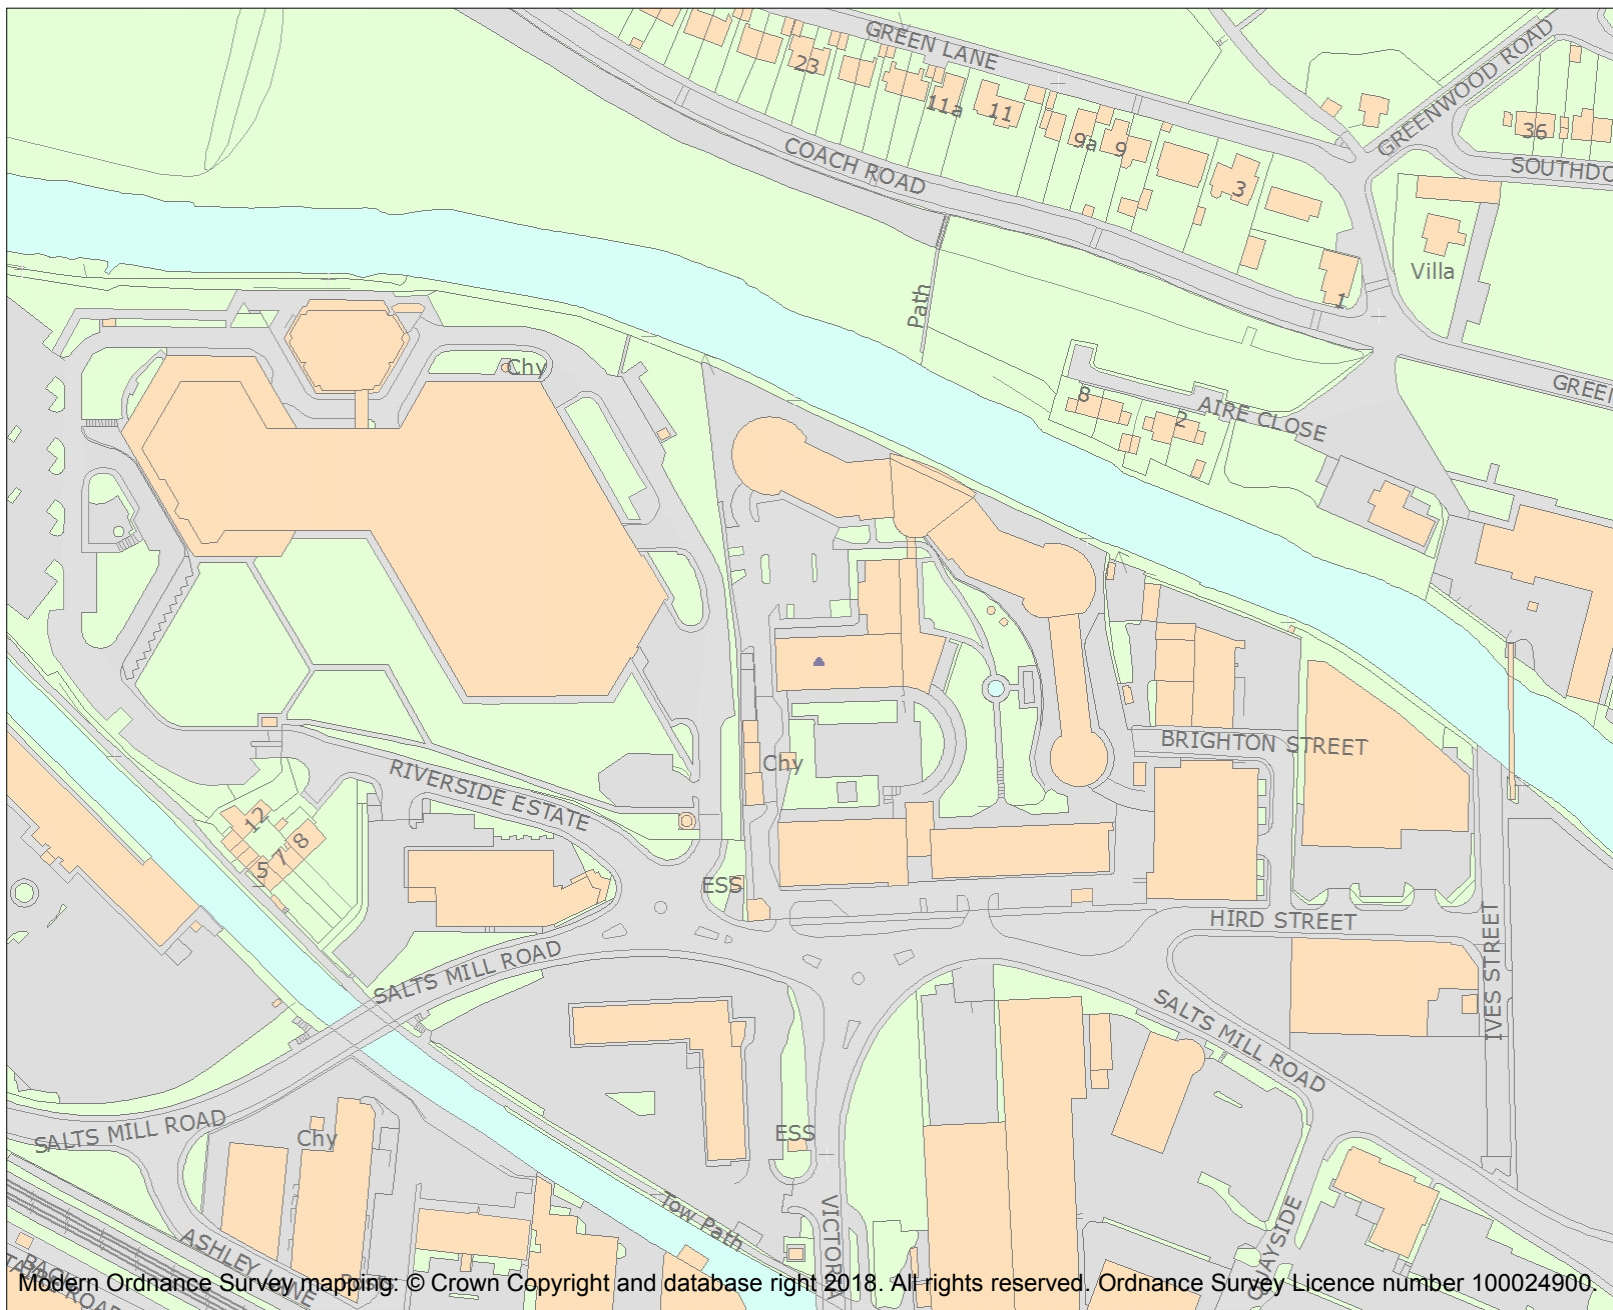 GREEN LANE
GREENWOOD ROAD
23
11a
11
9a
9
36
SOUTHDO
COACH ROAD
3
Villa
Path
1
Chy
GREEN
8
2
AIRE CLOSE
BRIGHTON STREET
Chy
RIVERSIDE ESTATE
12
8
7
5
ESS
HIRD STREET
IVES STREET
SALTS MILL ROAD
SALTS MILL ROAD
SALTS MILL ROAD
Chy
ESS
Tow Path
VICTORIA
ASHLEY LANE
Modern Ordnance Survey mapping: © Crown Copyright and database right 2018. All rights reserved. Ordnance Survey Licence number 100024900.